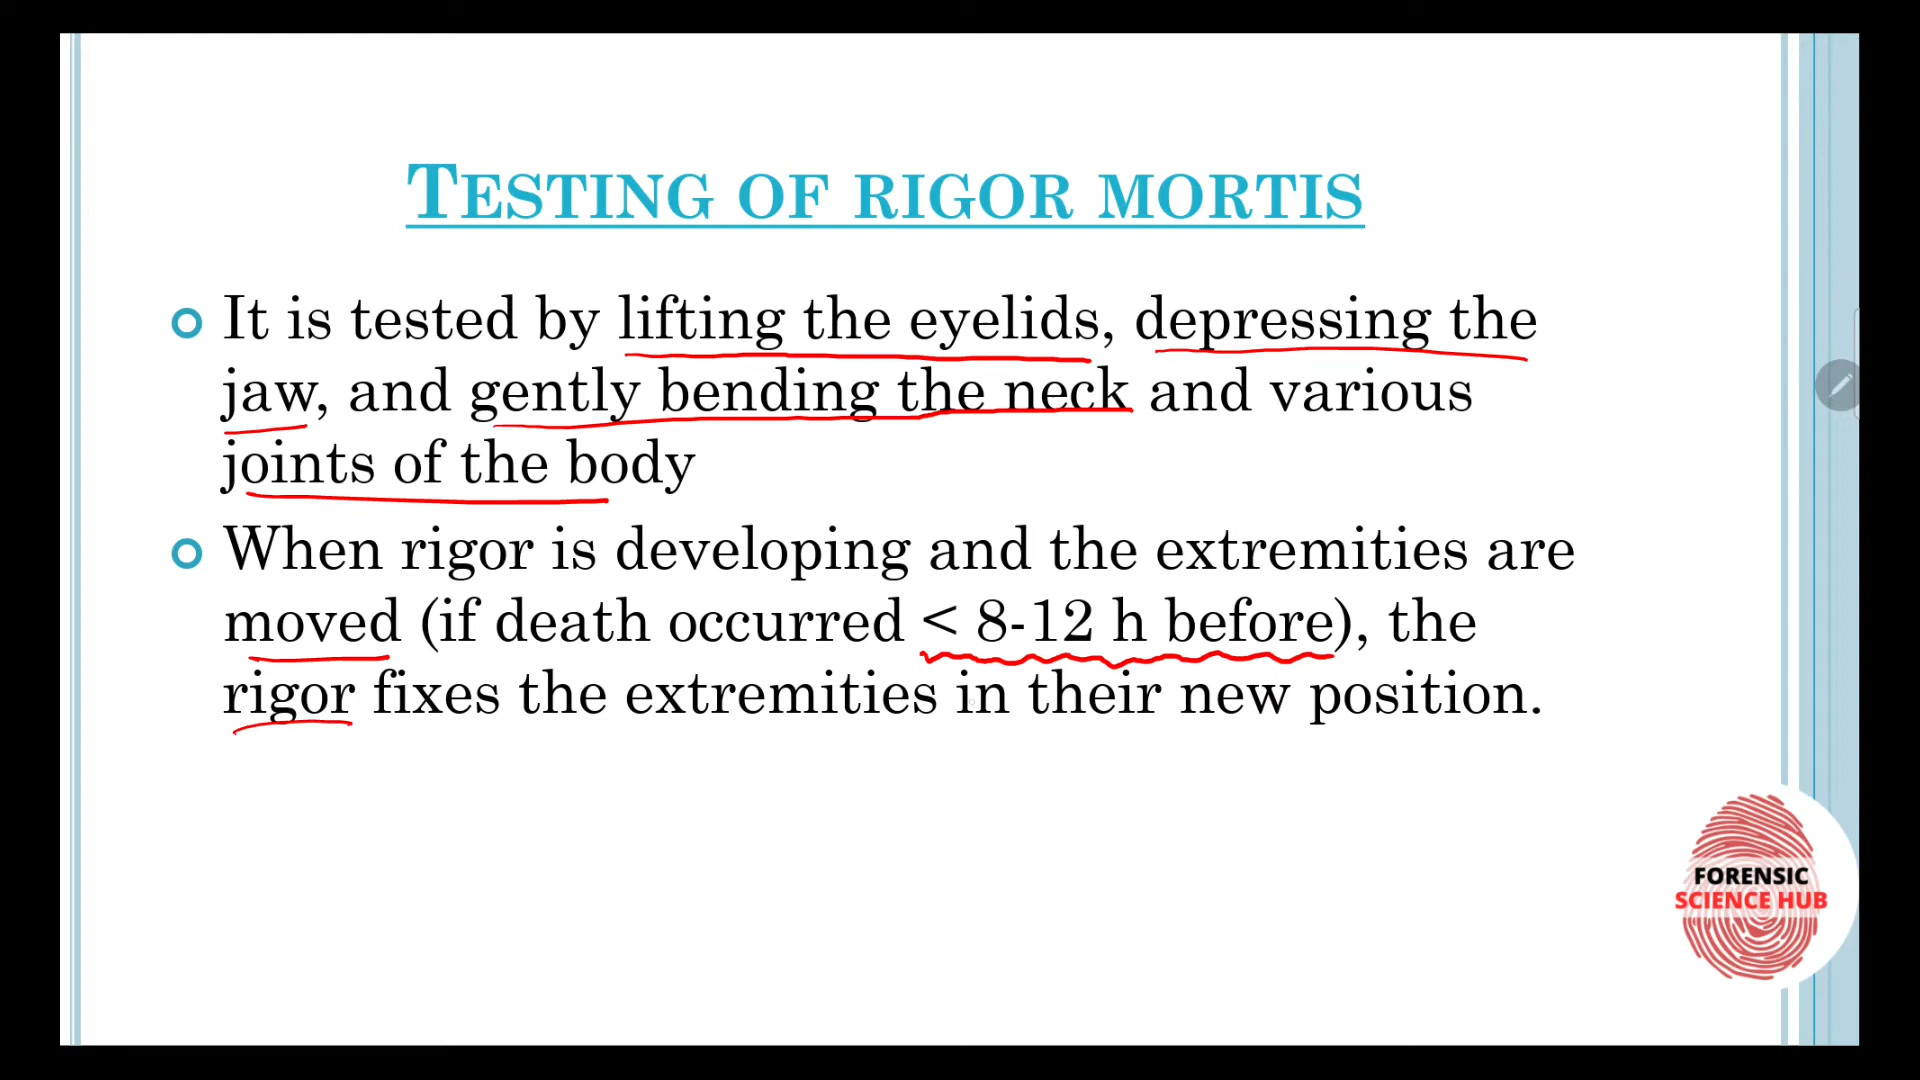 TESTING OF RIGOR MORTIS
It is tested by lifting the eyelids, depressing the
jaw, and gently bending the neck and various
joints of the body
When rigor is developing and the extremities are
moved (if death occurred < 8-12 h before), the
rigor fixes the extremities in their new position.
FORENSIC
SCIENCE HUB